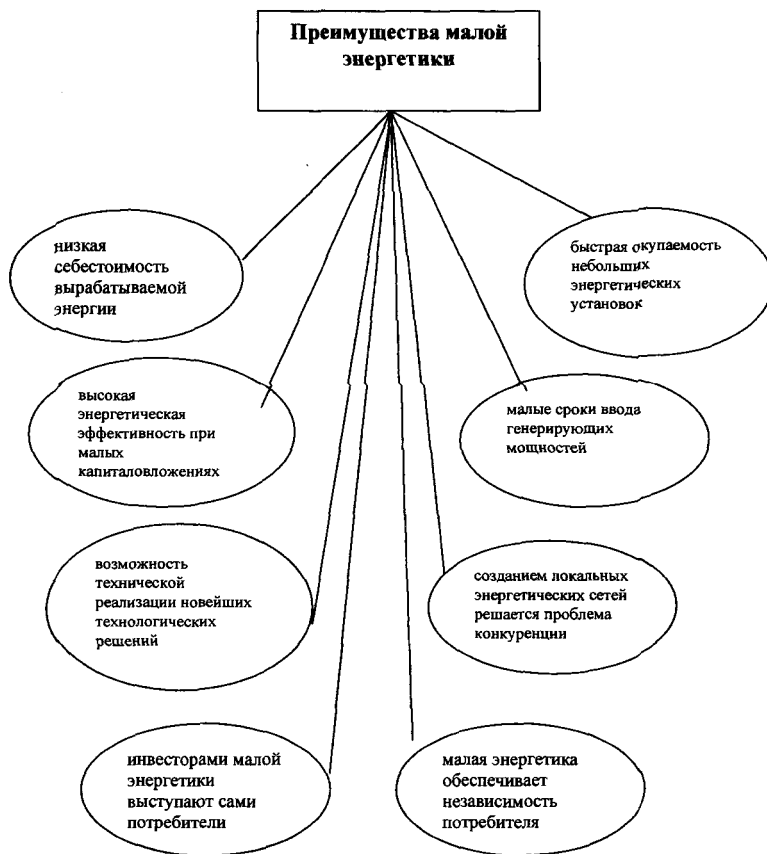 Преимущества малой
энергетики
низкая
себестоимость
вырабатываемой
энергии
быстрая окупаемость
небольших
энергетических
установок
высокая
энергетическая
эффективность при
малых
капиталовложениях
малые сроки ввода
генерирующих
мощностей
возможность
технической
реализации новейших
технологических
решений
созданием локальных
энергетических сетей
решается проблема
конкуренции
инвесторами малой
энергетики
выступают сами
потребители
малая энергетика
обеспечивает
независимость
потребителя